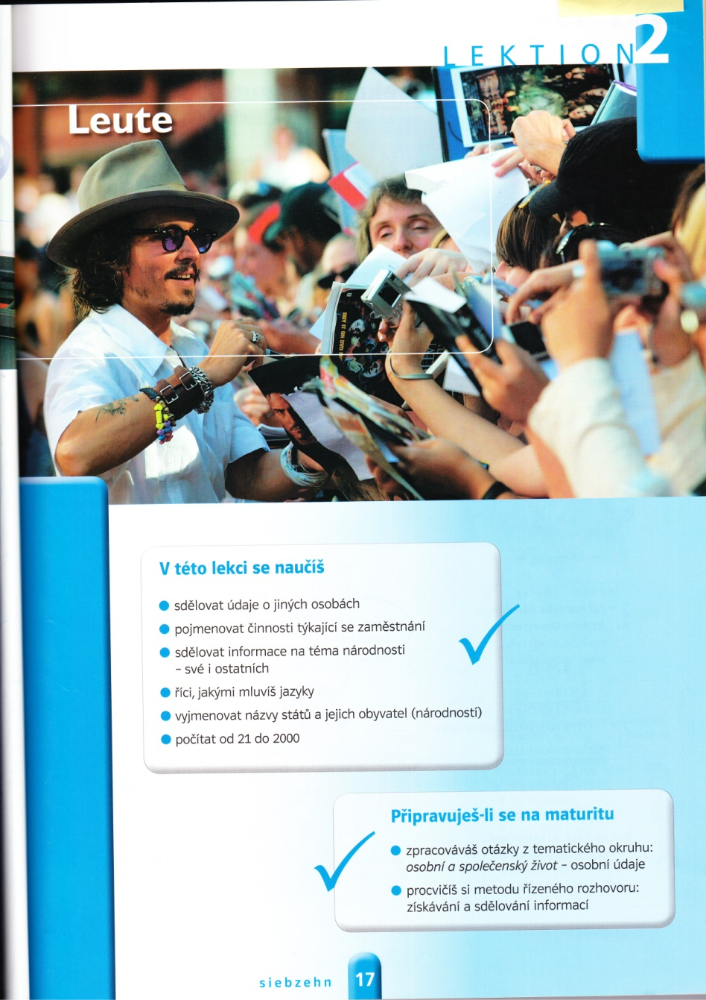 LEKTION 2
Leute
V této lekci se naučíš
sdělovat údaje o jiných osobách
pojmenovat činnosti týkající se zaměstnání
sdělovat informace na téma národnosti
– své i ostatních
říci, jakými mluvíš jazyky
vyjmenovat názvy států a jejich obyvatel (národností)
počítat od 21 do 2000
Připravuješ-li se na maturitu
zpracováváš otázky z tematického okruhu:
osobní a společenský život – osobní údaje
procvičíš si metodu řízeného rozhovoru:
získávání a sdělování informací
siebzehn 17